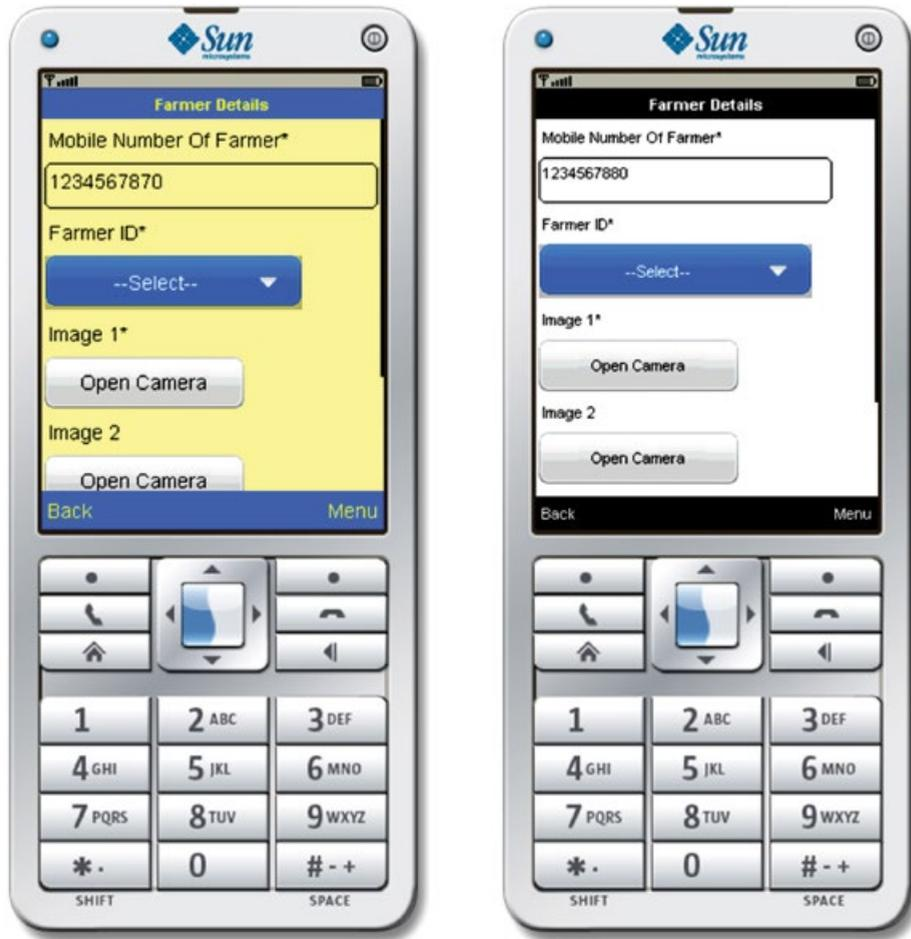 Sun
microsystems
Farmer Details
Mobile Number Of Farmer*
1234567870
Farmer ID*
--Select--
Image 1*
Open Camera
Image 2
Open Camera
Back Menu
1 2 ABC 3 DEF
4 GHI 5 JKL 6 MNO
7 PQRS 8 TUV 9 WXYZ
* . 0 # - +
SHIFT SPACE
Sun
microsystems
Farmer Details
Mobile Number Of Farmer*
1234567880
Farmer ID*
--Select--
Image 1*
Open Camera
Image 2
Open Camera
Back Menu
1 2 ABC 3 DEF
4 GHI 5 JKL 6 MNO
7 PQRS 8 TUV 9 WXYZ
* . 0 # - +
SHIFT SPACE